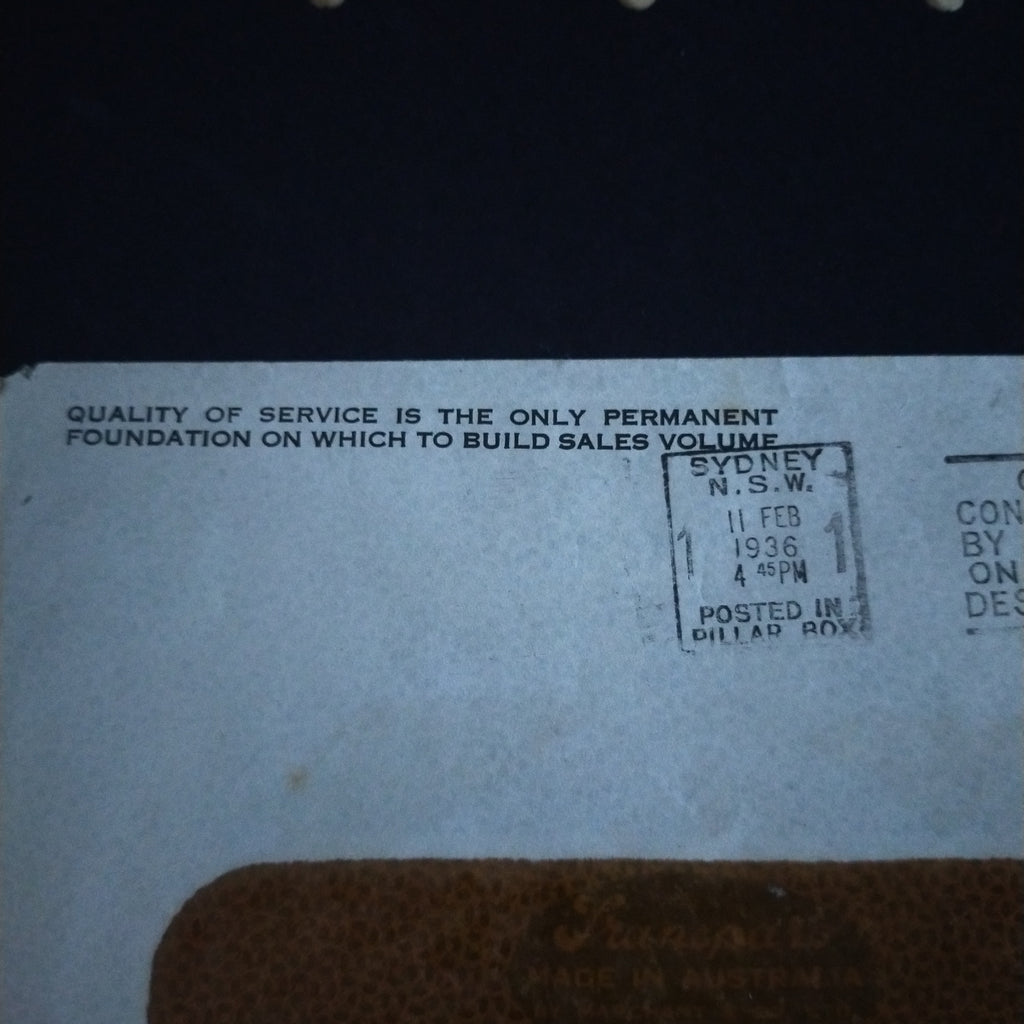 QUALITY OF SERVICE IS THE ONLY PERMANENT
FOUNDATION ON WHICH TO BUILD SALES VOLUME
SYDNEY
N.S.W.
11 FEB
1 1936 1
4 45PM
POSTED IN
PILLAR BOX
CON
BY
ON
DES
MADE IN AUSTRALIA